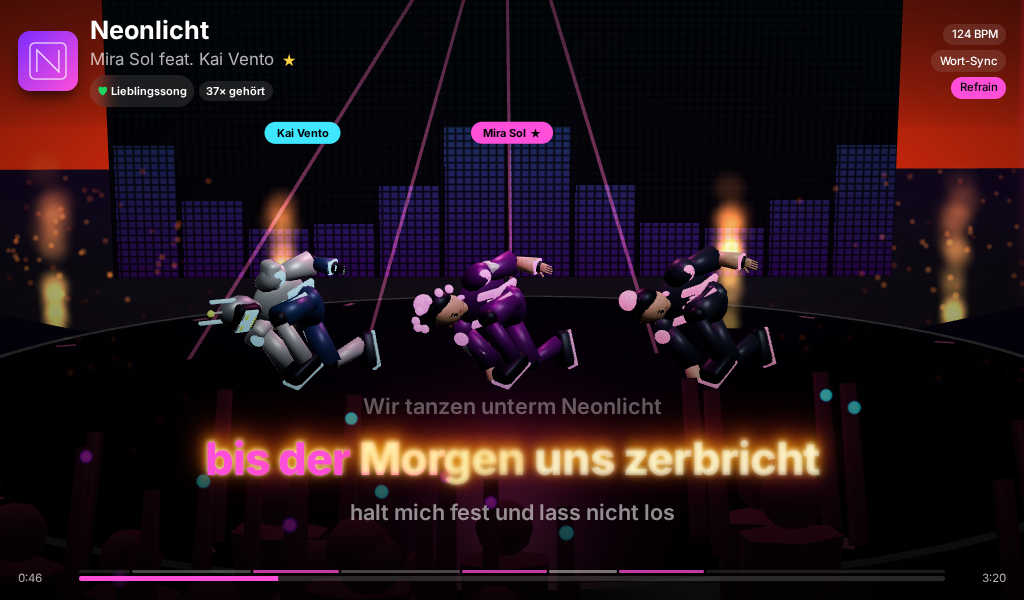 Neonlicht
Mira Sol feat. Kai Vento ★
Lieblingssong
37× gehört
124 BPM
Wort-Sync
Refrain
Kai Vento
Mira Sol ★
Wir tanzen unterm Neonlicht
bis der Morgen uns zerbricht
halt mich fest und lass nicht los
0:46
3:20